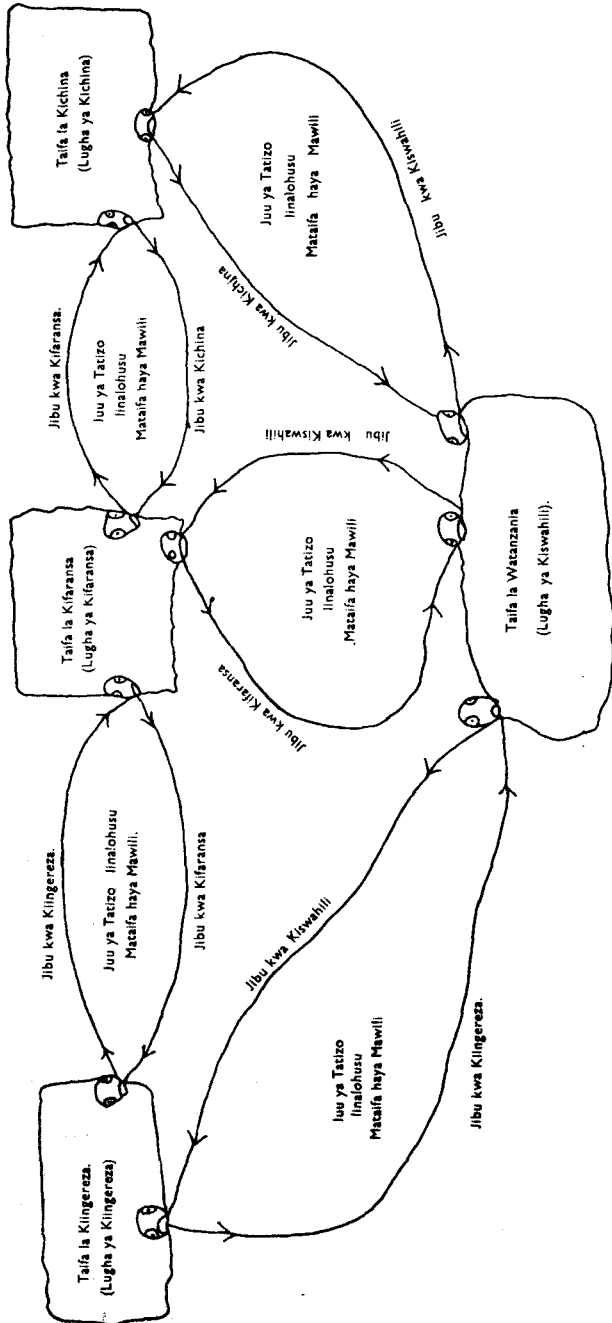 Taifa la Kiingereza.
(Lugha ya Kiingereza)
Jibu kwa Kiingereza.
Juu ya Tatizo linalohusu
Mataifa haya Mawili.
Jibu kwa Kifaransa
Taifa la Kifaransa
(Lugha ya Kifaransa)
Jibu kwa Kifaransa.
Juu ya Tatizo
linalohusu
Mataifa haya Mawili
Jibu kwa Kichina
Taifa la Kichina
(Lugha ya Kichina)
Jibu kwa Kiswahili
Juu ya Tatizo
linalohusu
Mataifa haya Mawili
Jibu kwa Kiingereza.
Jibu kwa Kifaransa
Juu ya Tatizo
linalohusu
.Mataifa haya Mawili
Jibu kwa Kiswahili
Jibu kwa Kichina
Juu ya Tatizo
linalohusu
Mataifa haya Mawili
Jibu kwa Kiswahili
Taifa la Watanzania
(Lugha ya Kiswahili).